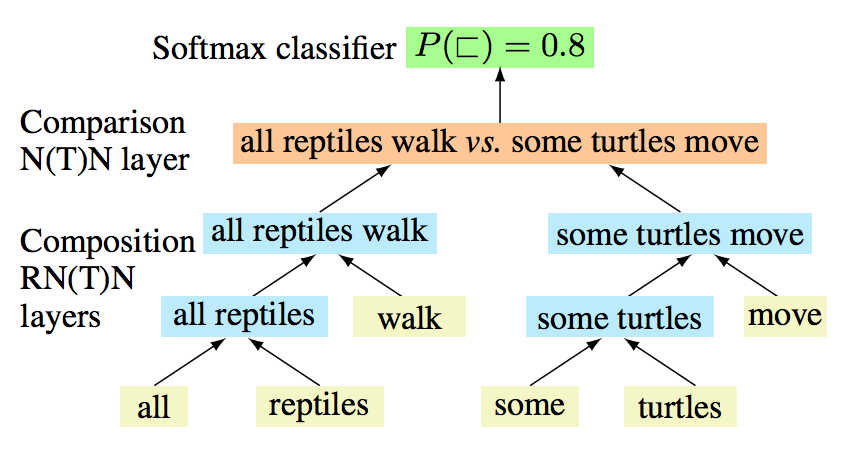 Softmax classifier P(⊏) = 0.8
Comparison
N(T)N layer
all reptiles walk vs. some turtles move
Composition
RN(T)N
layers
all reptiles walk
some turtles move
all reptiles
walk
some turtles
move
all
reptiles
some
turtles